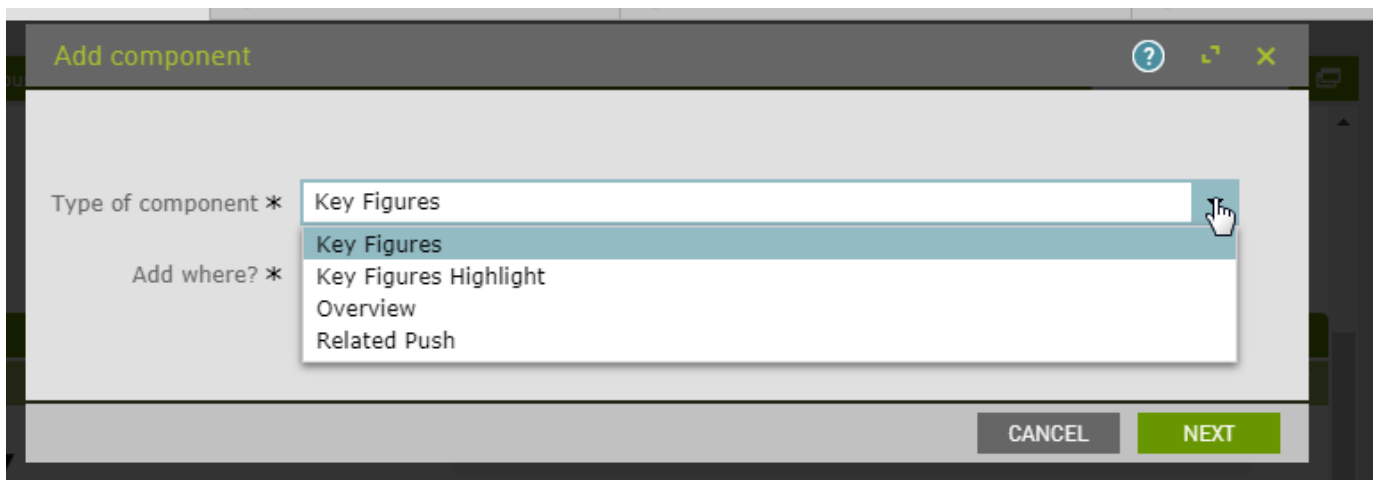 Add component
Type of component * Key Figures
Key Figures
Add where? *
Key Figures Highlight
Overview
Related Push
CANCEL NEXT